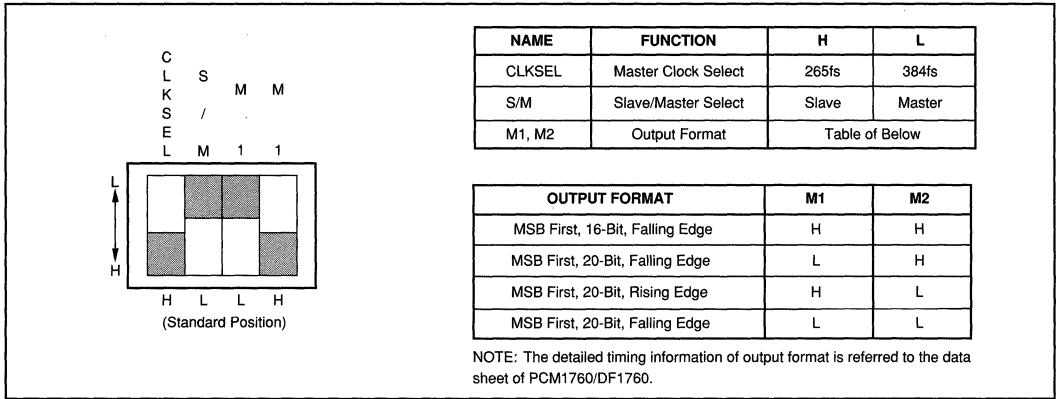 CLKSEL S/M M1 M1
L
H
H L L H
(Standard Position)
NAME FUNCTION H L
CLKSEL Master Clock Select 265fs 384fs
S/M Slave/Master Select Slave Master
M1, M2 Output Format Table of Below
OUTPUT FORMAT M1 M2
MSB First, 16-Bit, Falling Edge H H
MSB First, 20-Bit, Falling Edge L H
MSB First, 20-Bit, Rising Edge H L
MSB First, 20-Bit, Falling Edge L L
NOTE: The detailed timing information of output format is referred to the data
sheet of PCM1760/DF1760.